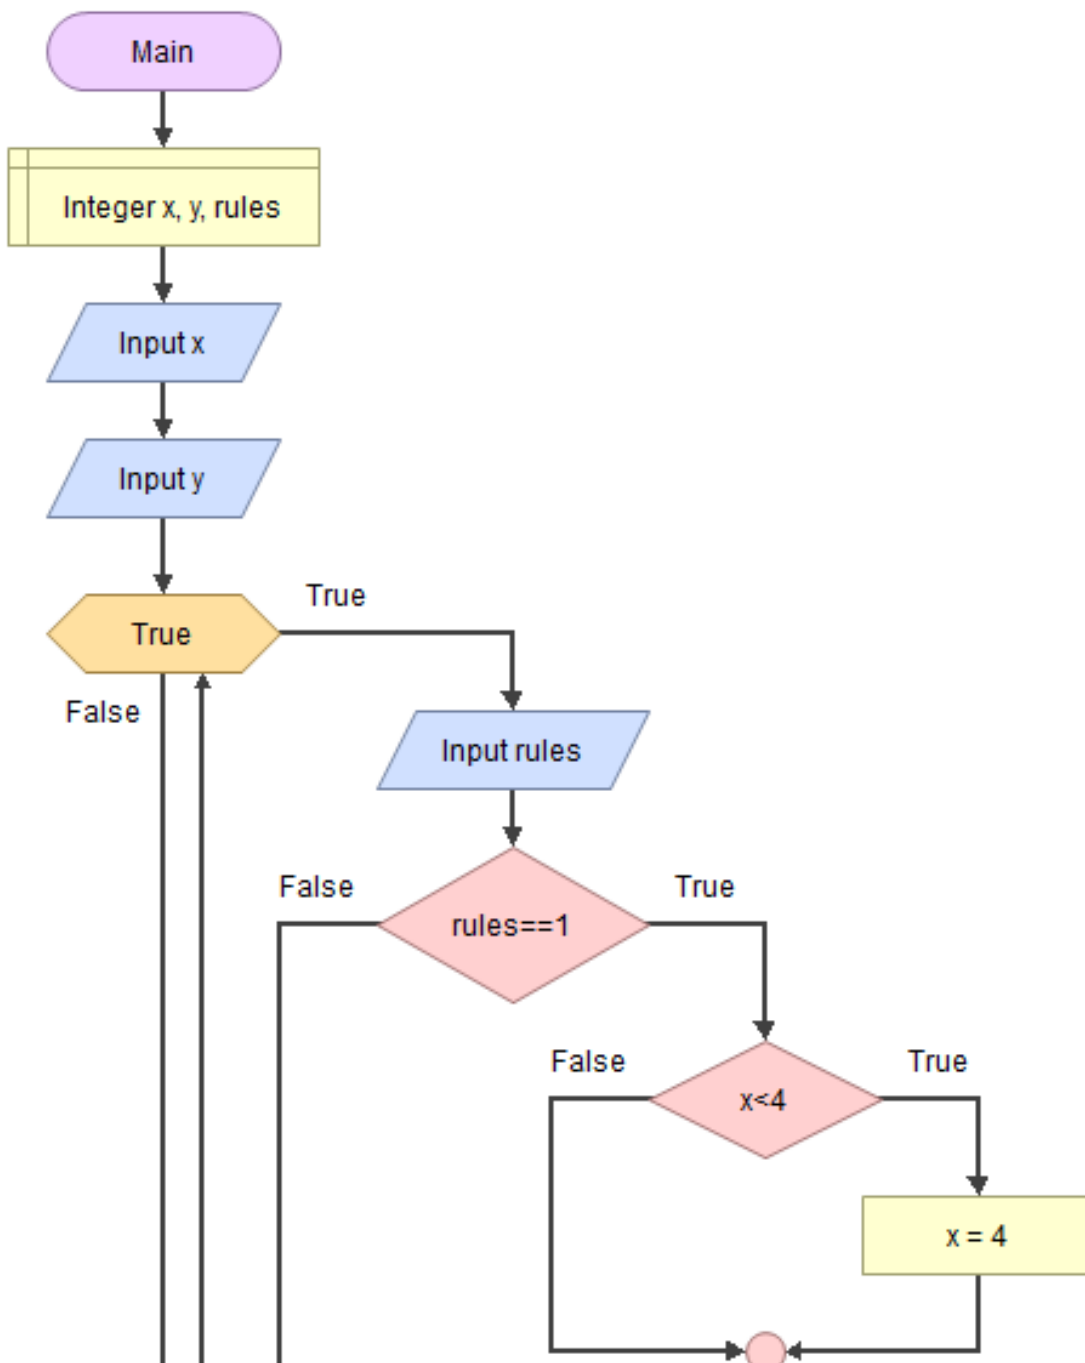 Main
Integer x, y, rules
Input x
Input y
True
True
False
Input rules
False
True
rules==1
False
True
x<4
x = 4